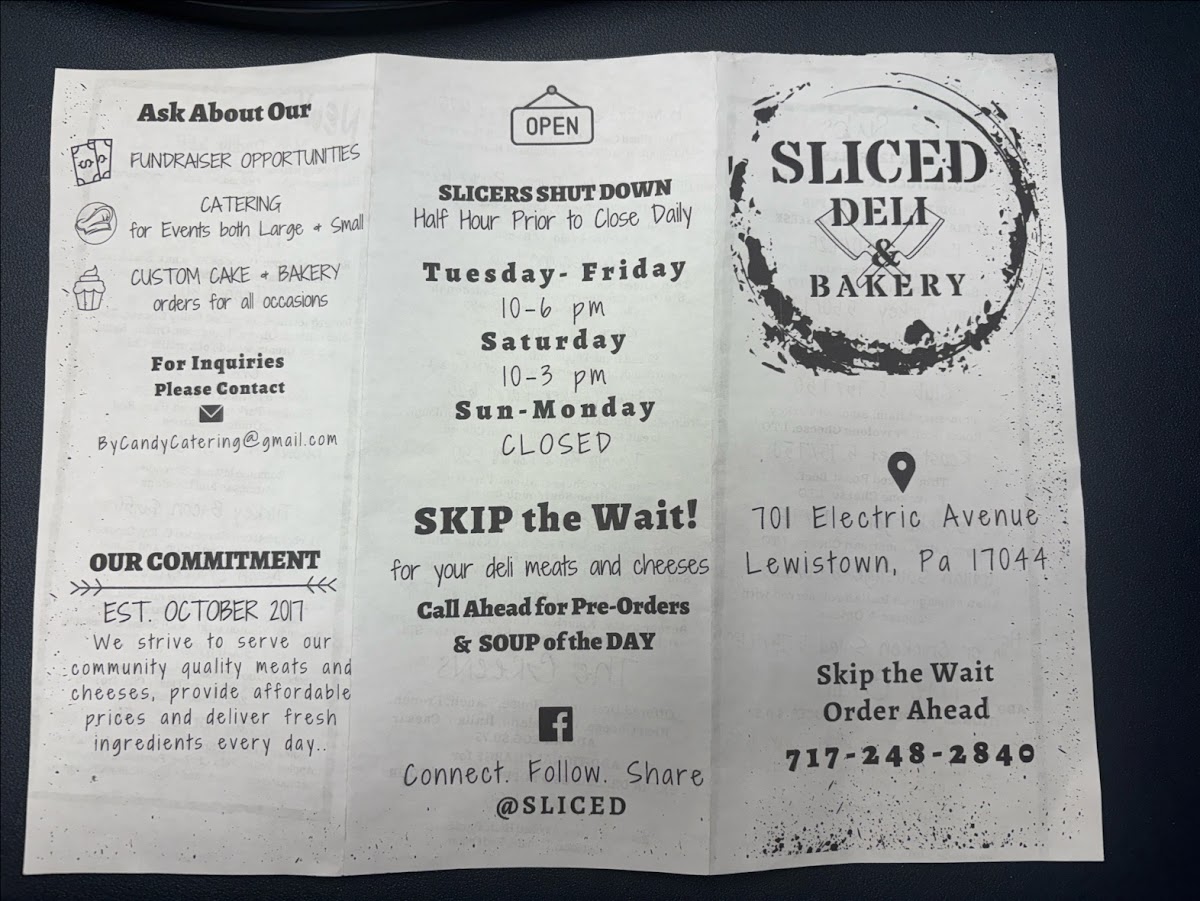 Ask About Our
FUNDRAISER OPPORTUNITIES
CATERING
for Events both Large + Small
CUSTOM CAKE + BAKERY
orders for all occasions
For Inquiries
Please Contact
ByCandyCatering@gmail.com
OUR COMMITMENT
EST. OCTOBER 2017
We strive to serve our
community quality meats and
cheeses, provide affordable
prices and deliver fresh
ingredients every day..
OPEN
SLICERS SHUT DOWN
Half Hour Prior to Close Daily
Tuesday- Friday
10-6 pm
Saturday
10-3 pm
Sun-Monday
CLOSED
SKIP the Wait!
for your deli meats and cheeses
Call Ahead for Pre-Orders
& SOUP of the DAY
Connect. Follow. Share
@SLICED
SLICED
DELI
&
BAKERY
701 Electric Avenue
Lewistown, Pa 17044
Skip the Wait
Order Ahead
717-248-2840